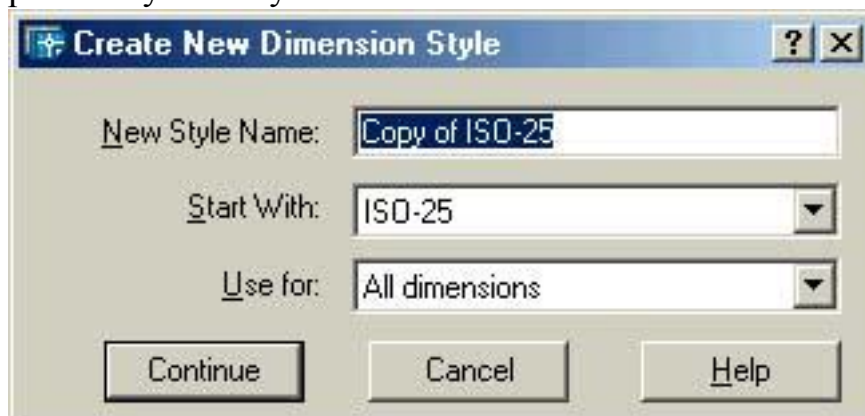 Create New Dimension Style
New Style Name: Copy of ISO-25
Start With: ISO-25
Use for: All dimensions
Continue Cancel Help